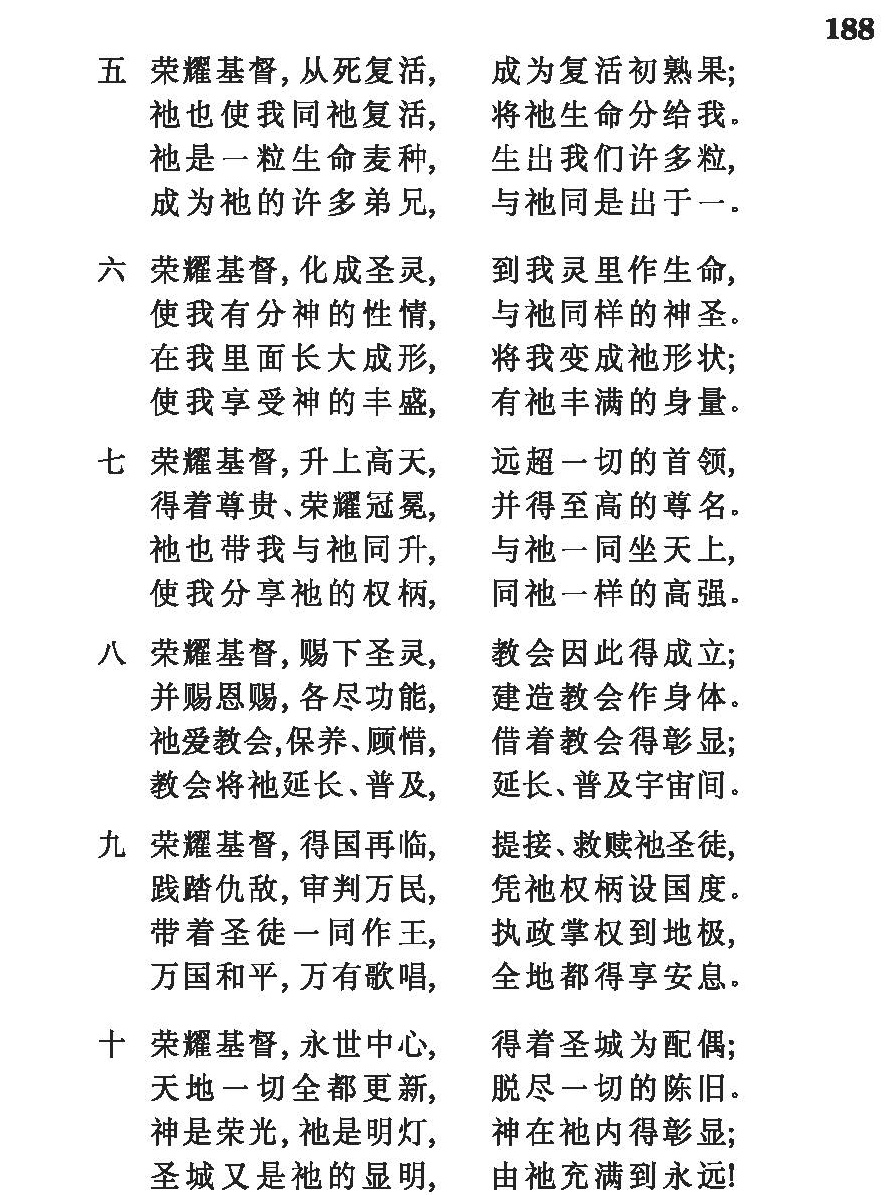 188
五 荣耀基督,从死复活, 成为复活初熟果;
祂也使我同祂复活, 将祂生命分给我。
祂是一粒生命麦种, 生出我们许多粒,
成为祂的许多弟兄, 与祂同是出于一。
六 荣耀基督,化成圣灵, 到我灵里作生命,
使我有分神的性情, 与祂同样的神圣。
在我里面长大成形, 将我变成祂形状;
使我享受神的丰盛, 有祂丰满的身量。
七 荣耀基督,升上高天, 远超一切的首领,
得着尊贵、荣耀冠冕, 并得至高的尊名。
祂也带我与祂同升, 与祂一同坐天上,
使我分享祂的权柄, 同祂一样的高强。
八 荣耀基督,赐下圣灵, 教会因此得成立;
并赐恩赐,各尽功能, 建造教会作身体。
祂爱教会,保养、顾惜, 借着教会得彰显;
教会将祂延长、普及, 延长、普及宇宙间。
九 荣耀基督,得国再临, 提接、救赎祂圣徒,
践踏仇敌,审判万民, 凭祂权柄设国度。
带着圣徒一同作王, 执政掌权到地极,
万国和平,万有歌唱, 全地都得享安息。
十 荣耀基督,永世中心, 得着圣城为配偶;
天地一切全都更新, 脱尽一切的陈旧。
神是荣光,祂是明灯, 神在祂内得彰显;
圣城又是祂的显明, 由祂充满到永远!